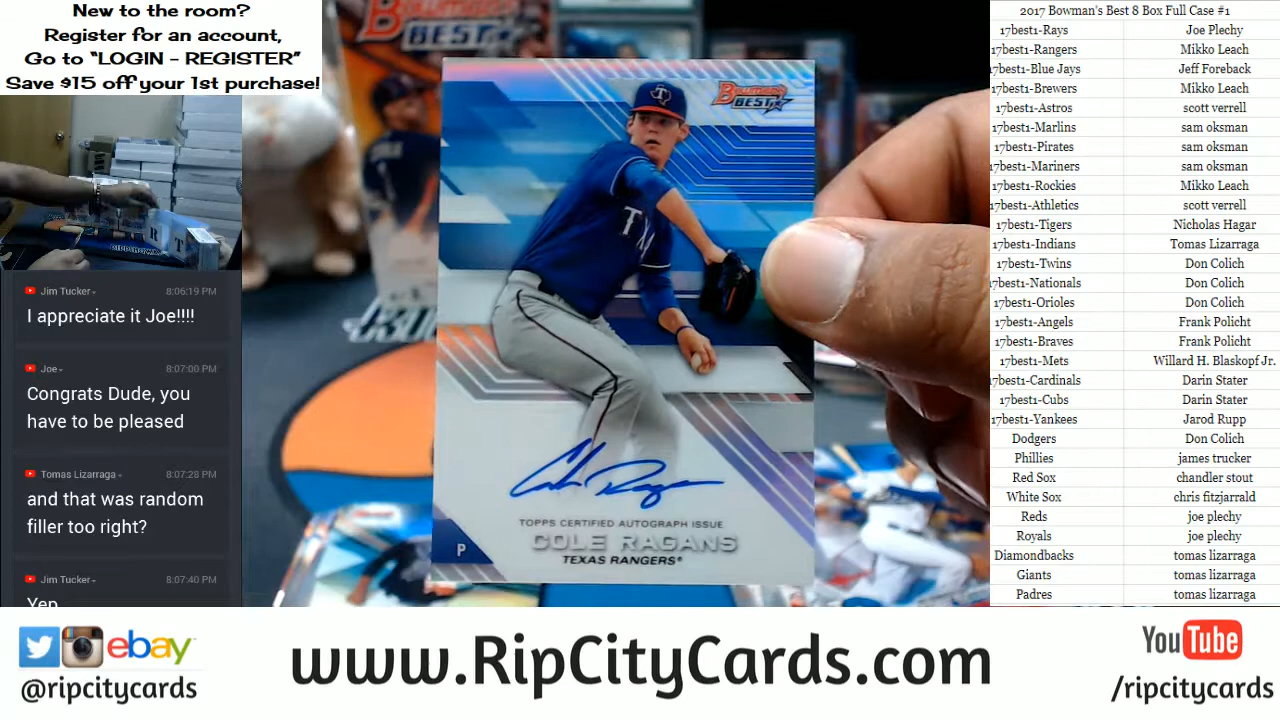 New to the room?
Register for an account,
Go to “LOGIN – REGISTER”
Save $15 off your 1st purchase!
Jim Tucker
8:06:19 PM
I appreciate it Joe!!!!
Joe
8:07:00 PM
Congrats Dude, you
have to be pleased
Tomas Lizarraga
8:07:28 PM
and that was random
filler too right?
Jim Tucker
8:07:40 PM
Yep
BOWMAN'S
BEST
BOWMAN'S
BEST
T
TOPPS CERTIFIED AUTOGRAPH ISSUE
COLE RAGANS
TEXAS RANGERS
P
2017 Bowman's Best 8 Box Full Case #1
17best1-Rays Joe Plechy
17best1-Rangers Mikko Leach
17best1-Blue Jays Jeff Foreback
17best1-Brewers Mikko Leach
17best1-Astros scott verrell
17best1-Marlins sam oksman
17best1-Pirates sam oksman
17best1-Mariners sam oksman
17best1-Rockies Mikko Leach
17best1-Athletics scott verrell
17best1-Tigers Nicholas Hagar
17best1-Indians Tomas Lizarraga
17best1-Twins Don Colich
17best1-Nationals Don Colich
17best1-Orioles Don Colich
17best1-Angels Frank Policht
17best1-Braves Frank Policht
17best1-Mets Willard H. Blaskopf Jr.
17best1-Cardinals Darin Stater
17best1-Cubs Darin Stater
17best1-Yankees Jarod Rupp
Dodgers Don Colich
Phillies james trucker
Red Sox chandler stout
White Sox chris fitzjarrald
Reds joe plechy
Royals joe plechy
Diamondbacks tomas lizarraga
Giants tomas lizarraga
Padres tomas lizarraga
ebay
@ripcitycards
www.RipCityCards.com
YouTube
/ripcitycards